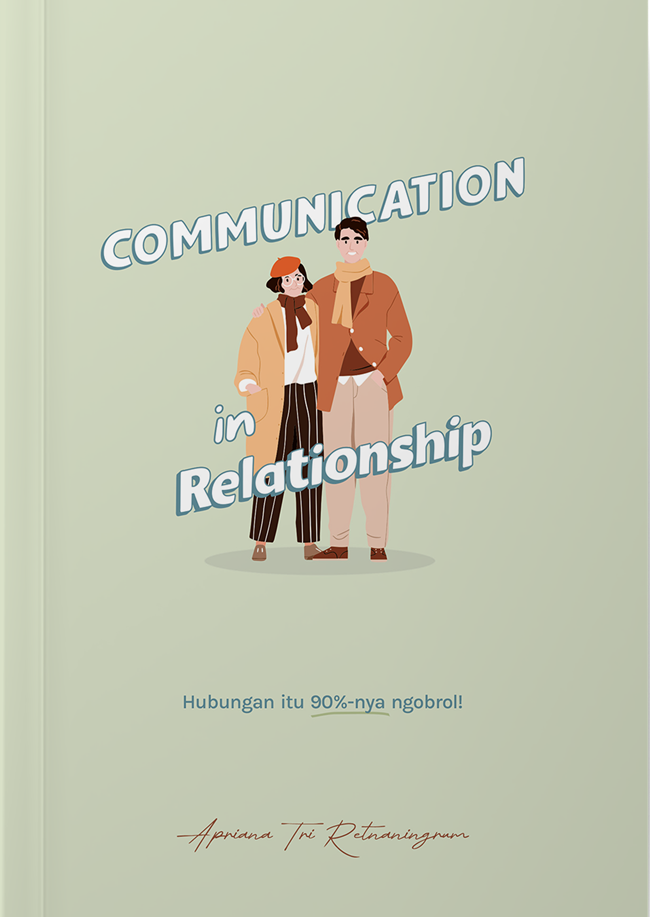 COMMUNICATION
in
Relationship
Hubungan itu 90%-nya ngobrol!
Apriana Tri Retnaningrum